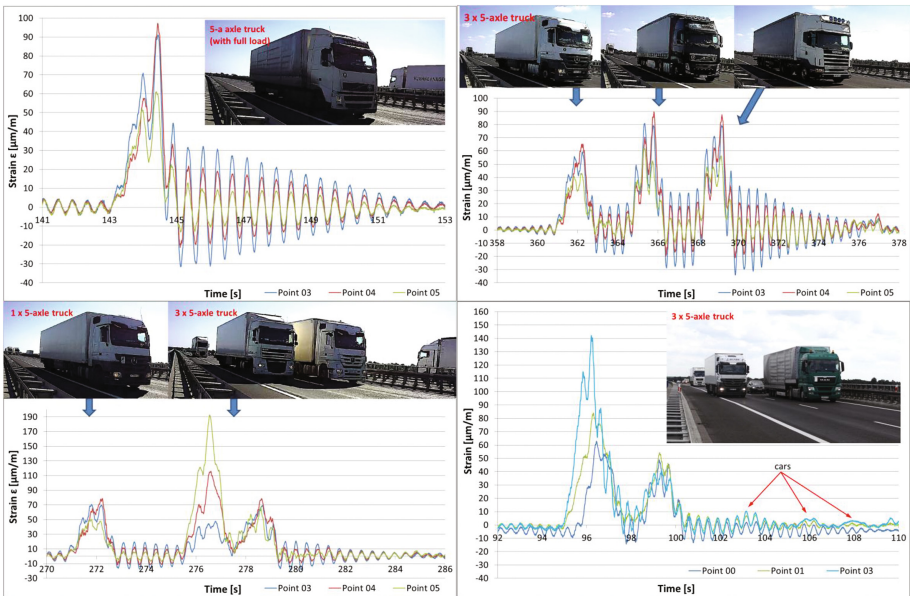 5-a axle truck
(with full load)
100
90
80
70
60
50
40
30
20
10
0
-10
-20
-30
-40
Strain ε [µm/m]
141 143 145 147 149 151 153
Time [s]
Point 03 Point 04 Point 05
3 x 5-axle truck
100
90
80
70
60
50
40
30
20
10
0
-10
-20
-30
-40
Strain ε [µm/m]
358 360 362 364 366 368 370 372 374 376 378
Time [s]
Point 03 Point 04 Point 05
1 x 5-axle truck
3 x 5-axle truck
190
170
150
130
110
90
70
50
30
10
-10
-30
Strain ε [µm/m]
270 272 274 276 278 280 282 284 286
Time [s]
Point 03 Point 04 Point 05
3 x 5-axle truck
160
150
140
130
120
110
100
90
80
70
60
50
40
30
20
10
0
-10
-20
-30
-40
Strain [µm/m]
cars
92 94 96 98 100 102 104 106 108 110
Time [s]
Point 00 Point 01 Point 03